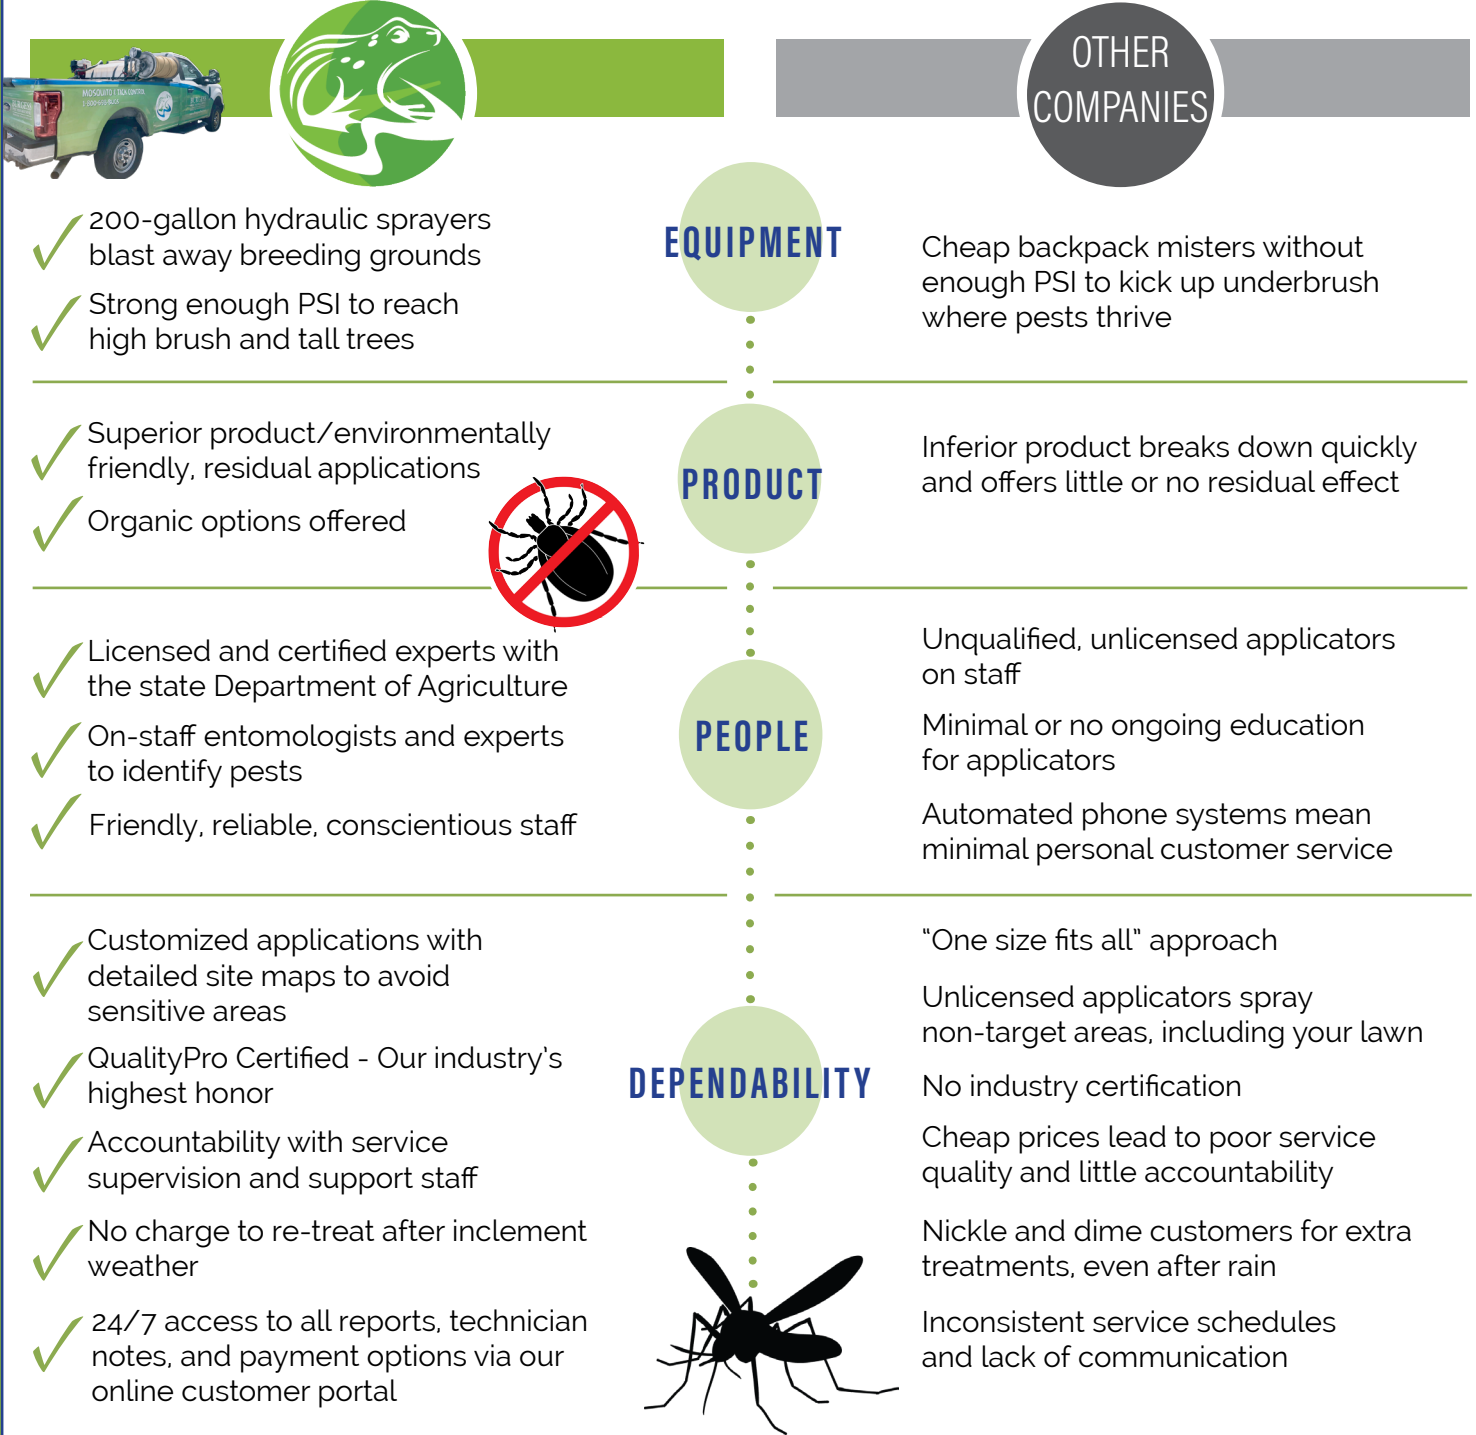 MOSQUITO & TICK CONTROL
OTHER
COMPANIES
200-gallon hydraulic sprayers
blast away breeding grounds
Strong enough PSI to reach
high brush and tall trees
EQUIPMENT
Cheap backpack misters without
enough PSI to kick up underbrush
where pests thrive
Superior product/environmentally
friendly, residual applications
Organic options offered
PRODUCT
Inferior product breaks down quickly
and offers little or no residual effect
Licensed and certified experts with
the state Department of Agriculture
On-staff entomologists and experts
to identify pests
Friendly, reliable, conscientious staff
PEOPLE
Unqualified, unlicensed applicators
on staff
Minimal or no ongoing education
for applicators
Automated phone systems mean
minimal personal customer service
Customized applications with
detailed site maps to avoid
sensitive areas
QualityPro Certified - Our industry's
highest honor
Accountability with service
supervision and support staff
No charge to re-treat after inclement
weather
24/7 access to all reports, technician
notes, and payment options via our
online customer portal
DEPENDABILITY
"One size fits all" approach
Unlicensed applicators spray
non-target areas, including your lawn
No industry certification
Cheap prices lead to poor service
quality and little accountability
Nickle and dime customers for extra
treatments, even after rain
Inconsistent service schedules
and lack of communication